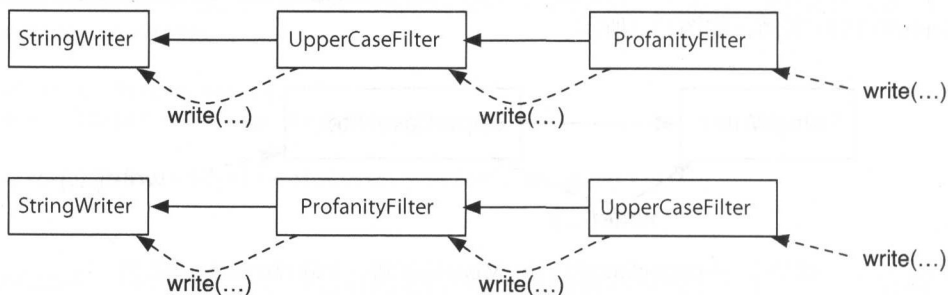 StringWriter UpperCaseFilter ProfanityFilter
write(...) write(...) write(...)
StringWriter ProfanityFilter UpperCaseFilter
write(...) write(...) write(...)